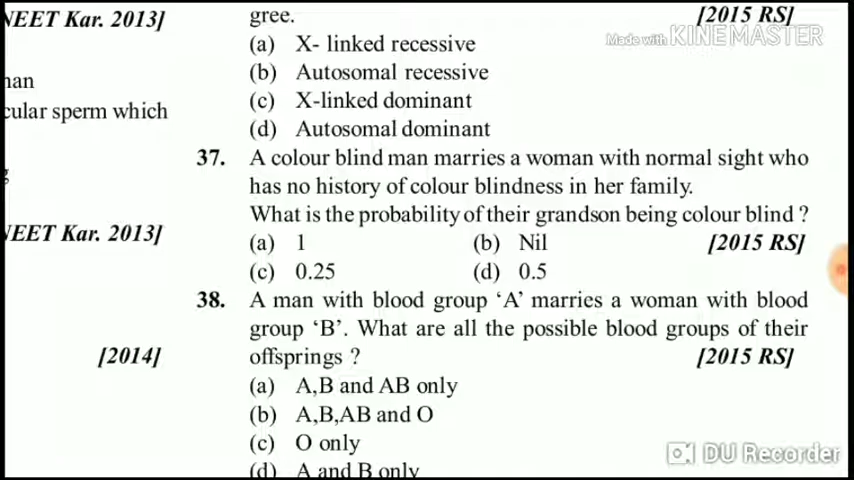 NEET Kar. 2013]
nan
cular sperm which
NEET Kar. 2013]
[2014]
gree. [2015 RS]
(a) X- linked recessive
(b) Autosomal recessive
(c) X-linked dominant
(d) Autosomal dominant
37. A colour blind man marries a woman with normal sight who
has no history of colour blindness in her family.
What is the probability of their grandson being colour blind ?
(a) 1 (b) Nil [2015 RS]
(c) 0.25 (d) 0.5
38. A man with blood group ‘A’ marries a woman with blood
group ‘B’. What are all the possible blood groups of their
offsprings ? [2015 RS]
(a) A,B and AB only
(b) A,B,AB and O
(c) O only
(d) A and B only
Made with KINEMASTER
DU Recorder